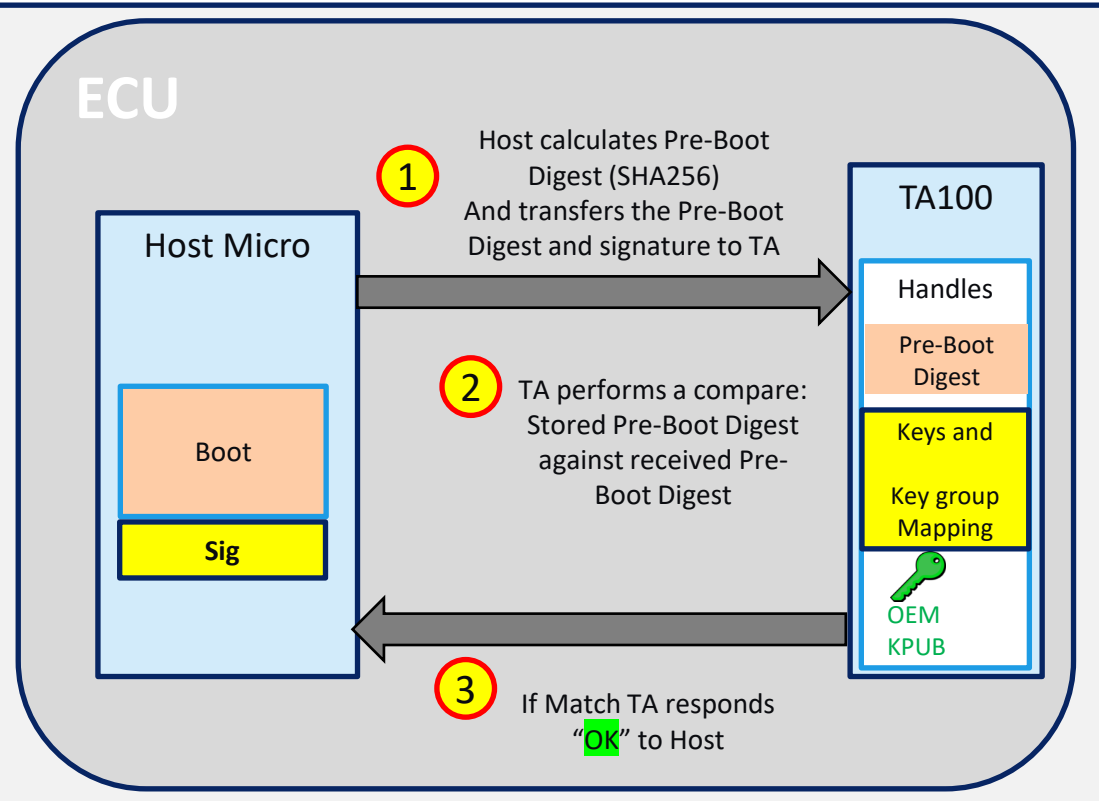 ECU
1
Host calculates Pre-Boot
Digest (SHA256)
And transfers the Pre-Boot
Digest and signature to TA
Host Micro
Boot
Sig
2
TA performs a compare:
Stored Pre-Boot Digest
against received Pre-
Boot Digest
3
If Match TA responds
“OK” to Host
TA100
Handles
Pre-Boot
Digest
Keys and
Key group
Mapping
OEM
KPUB